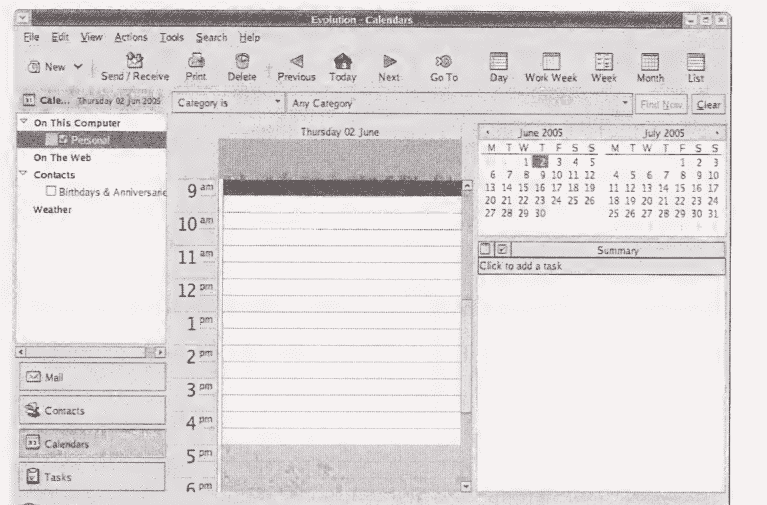 Evolution - Calendars
File Edit View Actions Tools Search Help
New Send / Receive Print Delete Previous Today Next Go To Day Work Week Week Month List
Cale... Thursday 02 Jun 2005 Category is Any Category Find Now Clear
On This Computer
Personal
On The Web
Contacts
Birthdays & Anniversarie
Weather
Mail
Contacts
Calendars
Tasks
Thursday 02 June
9 am
10 am
11 am
12 pm
1 pm
2 pm
3 pm
4 pm
5 pm
6 pm
June 2005
M T W T F S S
1 2 3 4 5
6 7 8 9 10 11 12
13 14 15 16 17 18 19
20 21 22 23 24 25 26
27 28 29 30
July 2005
M T W T F S S
1 2 3
4 5 6 7 8 9 10
11 12 13 14 15 16 17
18 19 20 21 22 23 24
25 26 27 28 29 30 31
Summary
Click to add a task